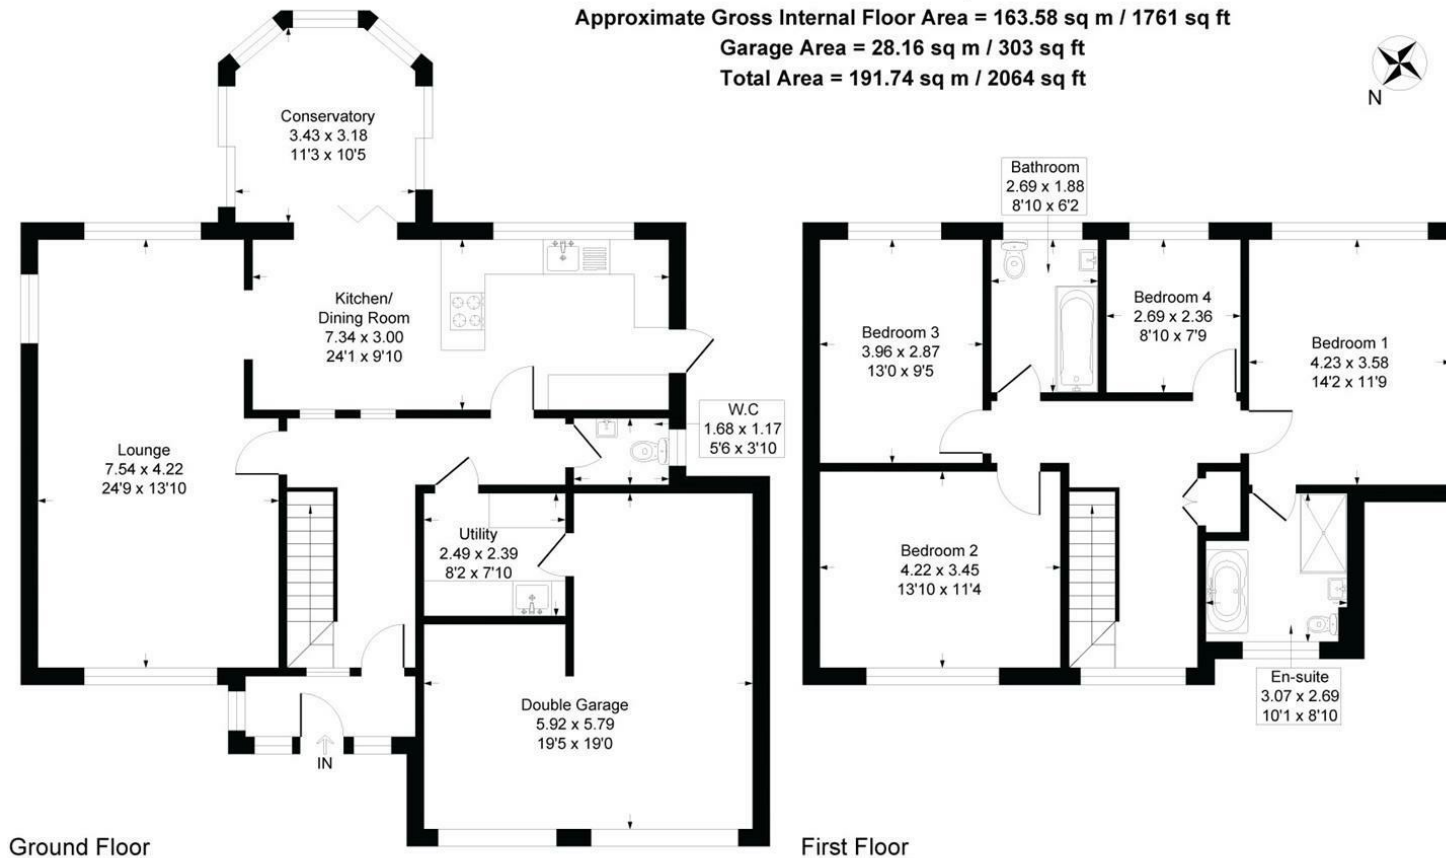 Approximate Gross Internal Floor Area = 163.58 sq m / 1761 sq ft
Garage Area = 28.16 sq m / 303 sq ft
Total Area = 191.74 sq m / 2064 sq ft
N
Conservatory
3.43 x 3.18
11'3 x 10'5
Kitchen/
Dining Room
7.34 x 3.00
24'1 x 9'10
Lounge
7.54 x 4.22
24'9 x 13'10
W.C
1.68 x 1.17
5'6 x 3'10
Utility
2.49 x 2.39
8'2 x 7'10
Double Garage
5.92 x 5.79
19'5 x 19'0
IN
Ground Floor
Bathroom
2.69 x 1.88
8'10 x 6'2
Bedroom 3
3.96 x 2.87
13'0 x 9'5
Bedroom 4
2.69 x 2.36
8'10 x 7'9
Bedroom 1
4.23 x 3.58
14'2 x 11'9
Bedroom 2
4.22 x 3.45
13'10 x 11'4
En-suite
3.07 x 2.69
10'1 x 8'10
First Floor